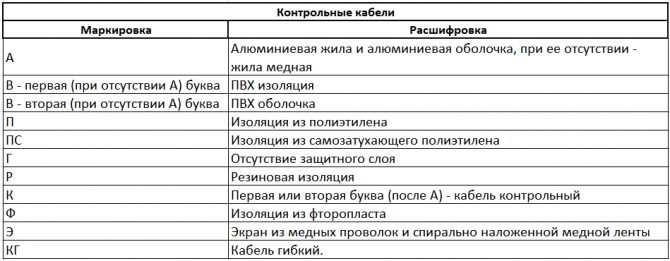 Контрольные кабели
Маркировка Расшифровка
А Алюминиевая жила и алюминиевая оболочка, при ее отсутствии -
жила медная
В - первая (при отсутствии А) буква ПВХ изоляция
В - вторая (при отсутствии А) буква ПВХ оболочка
П Изоляция из полиэтилена
ПС Изоляция из самозатухающего полиэтилена
Г Отсутствие защитного слоя
Р Резиновая изоляция
К Первая или вторая буква (после А) - кабель контрольный
Ф Изоляция из фторопласта
Э Экран из медных проволок и спирально наложенной медной ленты
КГ Кабель гибкий.